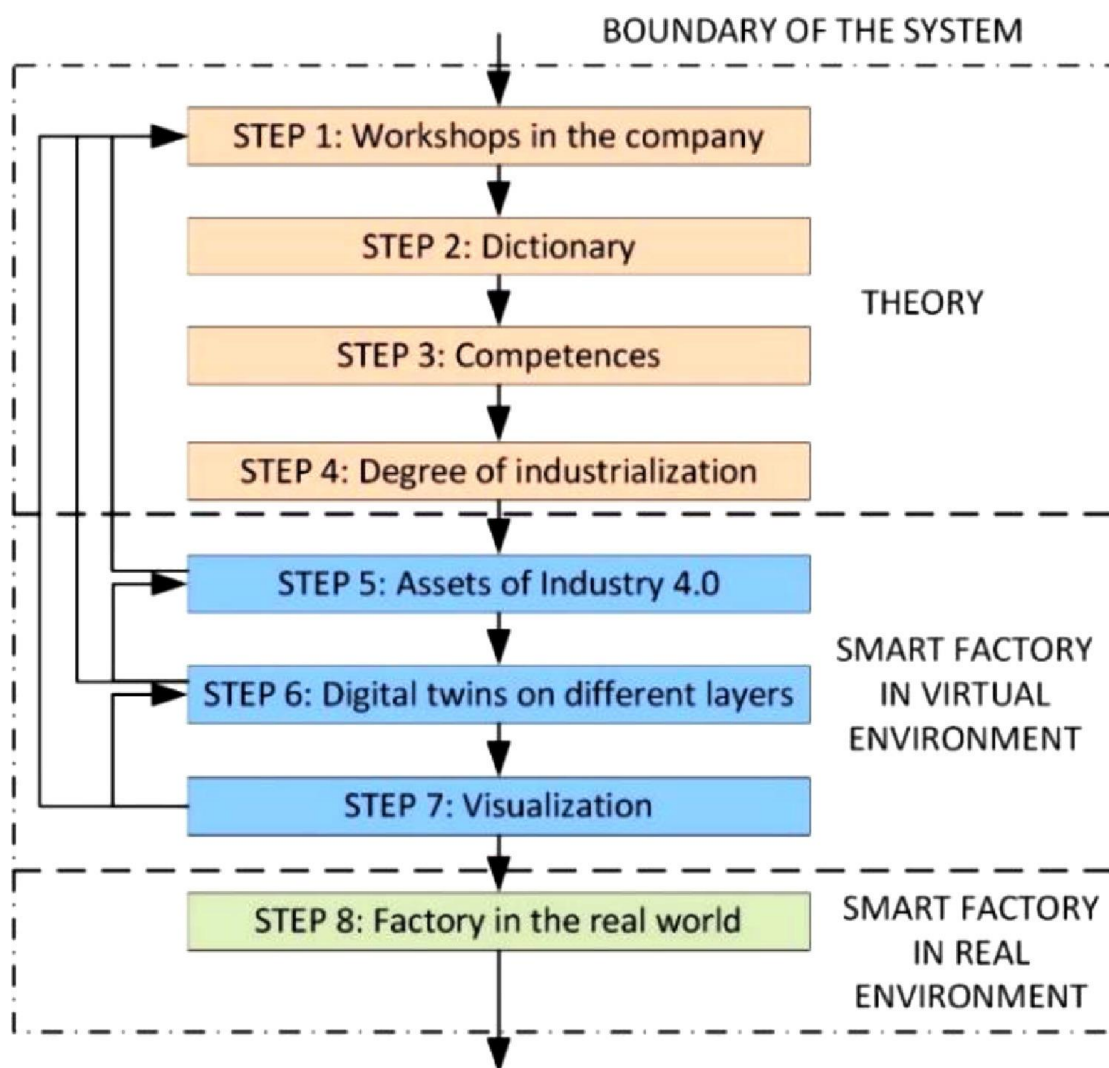 BOUNDARY OF THE SYSTEM
STEP 1: Workshops in the company
STEP 2: Dictionary
THEORY
STEP 3: Competences
STEP 4: Degree of industrialization
STEP 5: Assets of Industry 4.0
SMART FACTORY
IN VIRTUAL
ENVIRONMENT
STEP 6: Digital twins on different layers
STEP 7: Visualization
STEP 8: Factory in the real world
SMART FACTORY
IN REAL
ENVIRONMENT